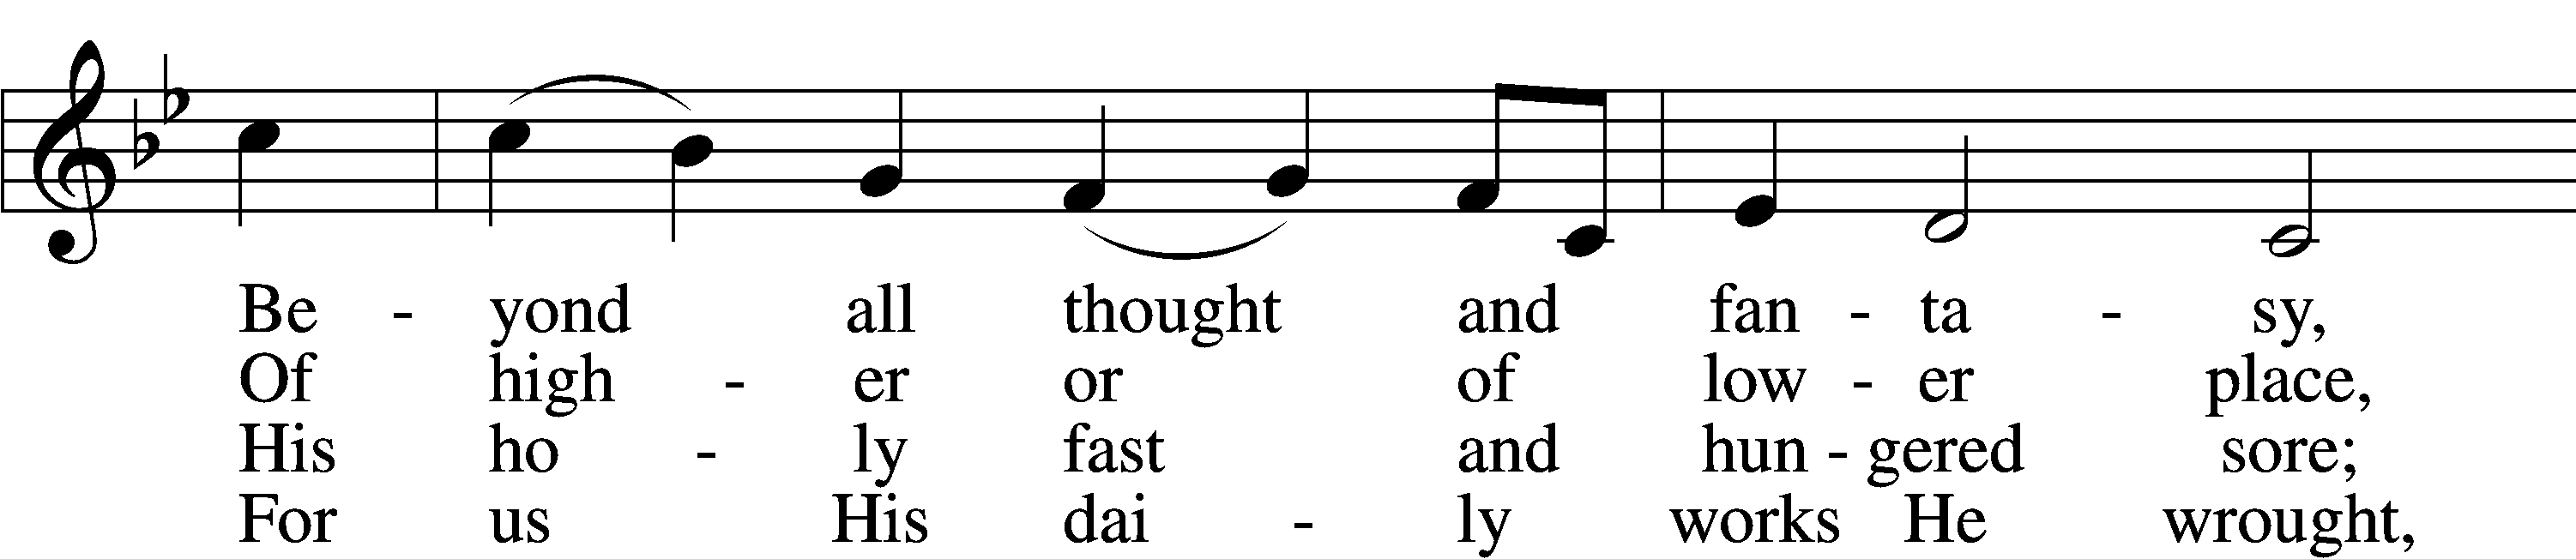 Be - yond all thought and fan - ta - sy,
Of high - er or of low - er place,
His ho - ly fast and hun - gered sore;
For us His dai - ly works He wrought,